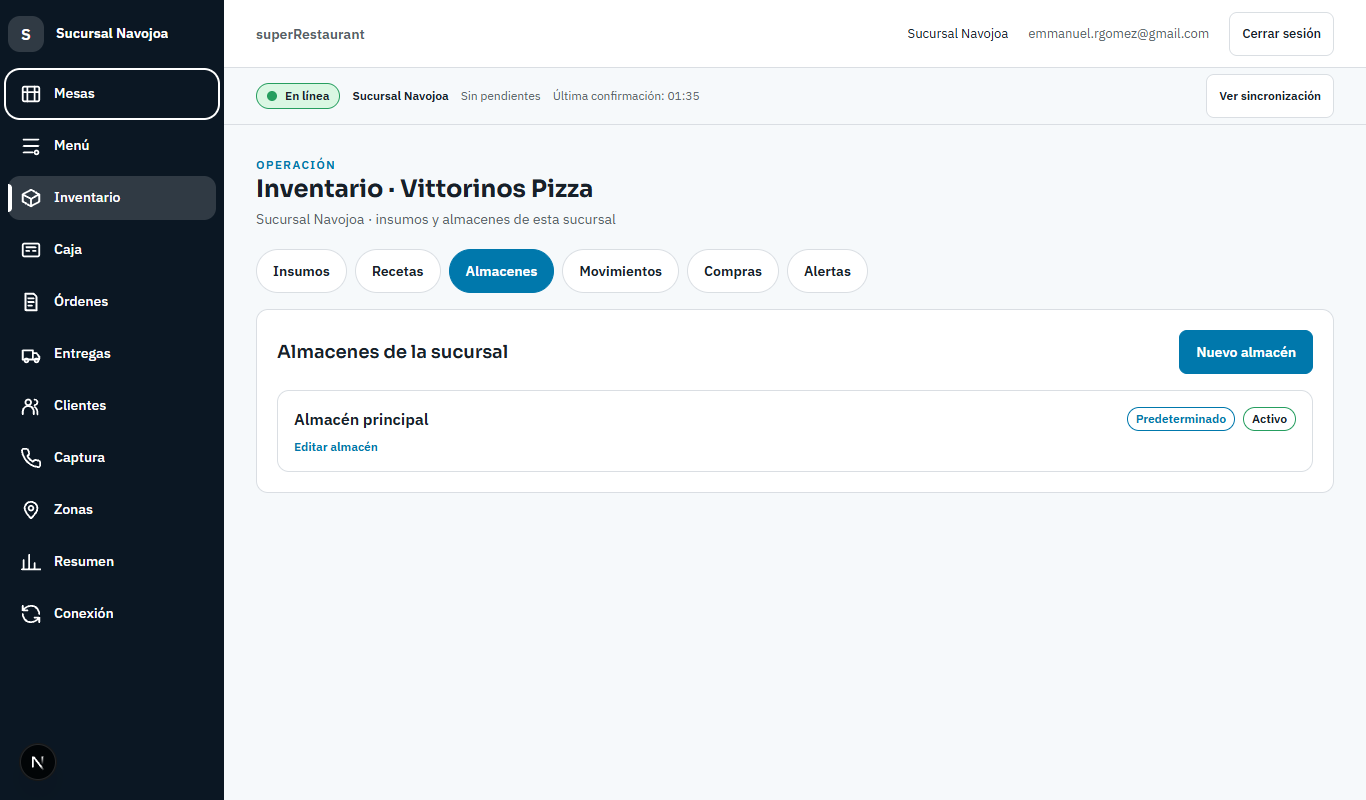 S
Sucursal Navojoa
Mesas
Menú
Inventario
Caja
Órdenes
Entregas
Clientes
Captura
Zonas
Resumen
Conexión
N
superRestaurant
Sucursal Navojoa
emmanuel.rgomez@gmail.com
Cerrar sesión
En línea
Sucursal Navojoa
Sin pendientes
Última confirmación: 01:35
Ver sincronización
OPERACIÓN
Inventario · Vittorinos Pizza
Sucursal Navojoa · insumos y almacenes de esta sucursal
Insumos
Recetas
Almacenes
Movimientos
Compras
Alertas
Almacenes de la sucursal
Nuevo almacén
Almacén principal
Predeterminado
Activo
Editar almacén